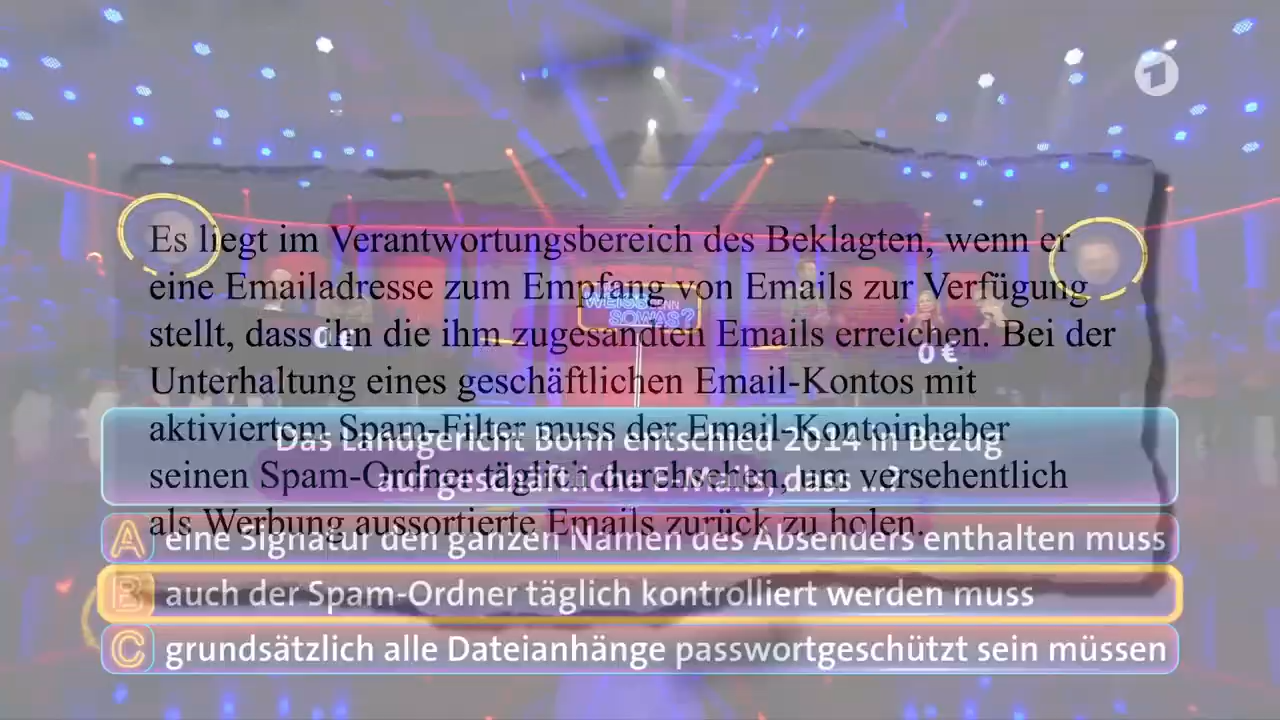 1
Es liegt im Verantwortungsbereich des Beklagten, wenn er
eine Emailadresse zum Empfang von Emails zur Verfügung
stellt, dass ihn die ihm zugesandten Emails erreichen. Bei der
Unterhaltung eines geschäftlichen Email-Kontos mit
aktiviertem Spam-Filter muss der Email-Kontoinhaber
seinen Spam-Ordner täglich durchsehen, um versehentlich
als Werbung aussortierte Emails zurück zu holen.
WEISS DENN
SOWAS?
0 €
0 €
Das Landgericht Bonn entschied 2014 in Bezug
auf geschäftliche E-Mails, dass ...?
A eine Signatur den ganzen Namen des Absenders enthalten muss
B auch der Spam-Ordner täglich kontrolliert werden muss
C grundsätzlich alle Dateianhänge passwortgeschützt sein müssen